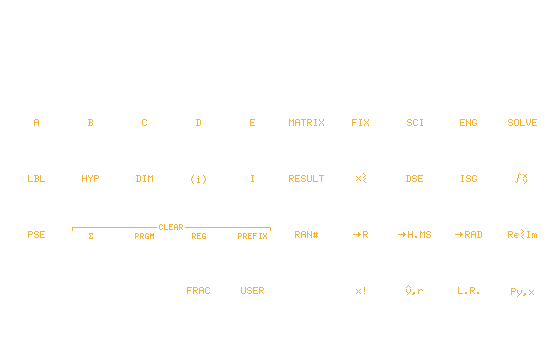 A B C D E MATRIX FIX SCI ENG SOLVE
LBL HYP DIM (i) I RESULT x≷ DSE ISG ∫xy
PSE CLEAR Σ PRGM REG PREFIX RAN# →R →H.MS →RAD Re≷Im
FRAC USER x! ŷ,r L.R. Py,x